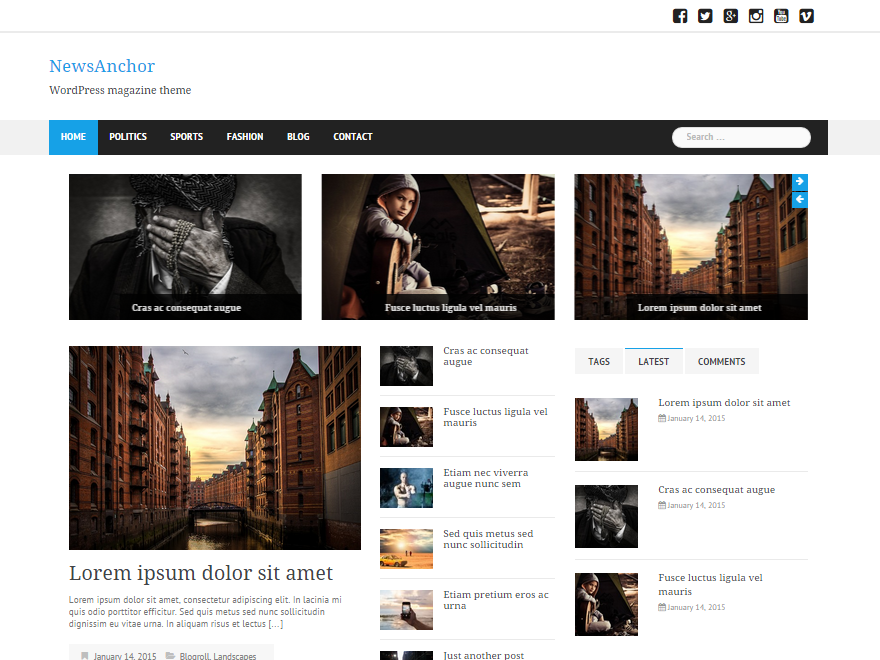 NewsAnchor
WordPress magazine theme
HOME POLITICS SPORTS FASHION BLOG CONTACT
Search ...
Cras ac consequat augue
Fusce luctus ligula vel mauris
Lorem ipsum dolor sit amet
Lorem ipsum dolor sit amet
Lorem ipsum dolor sit amet, consectetur adipiscing elit. In lacinia mi
quis odio porttitor efficitur. Sed quis metus sed nunc sollicitudin
dignissim eu vitae urna. In aliquam risus et lectus [...]
January 14, 2015 Blogroll, Landscapes
Cras ac consequat
augue
Fusce luctus ligula vel
mauris
Etiam nec viverra
augue nunc sem
Sed quis metus sed
nunc sollicitudin
Etiam pretium eros ac
urna
Just another post
TAGS LATEST COMMENTS
Lorem ipsum dolor sit amet
January 14, 2015
Cras ac consequat augue
January 14, 2015
Fusce luctus ligula vel
mauris
January 14, 2015